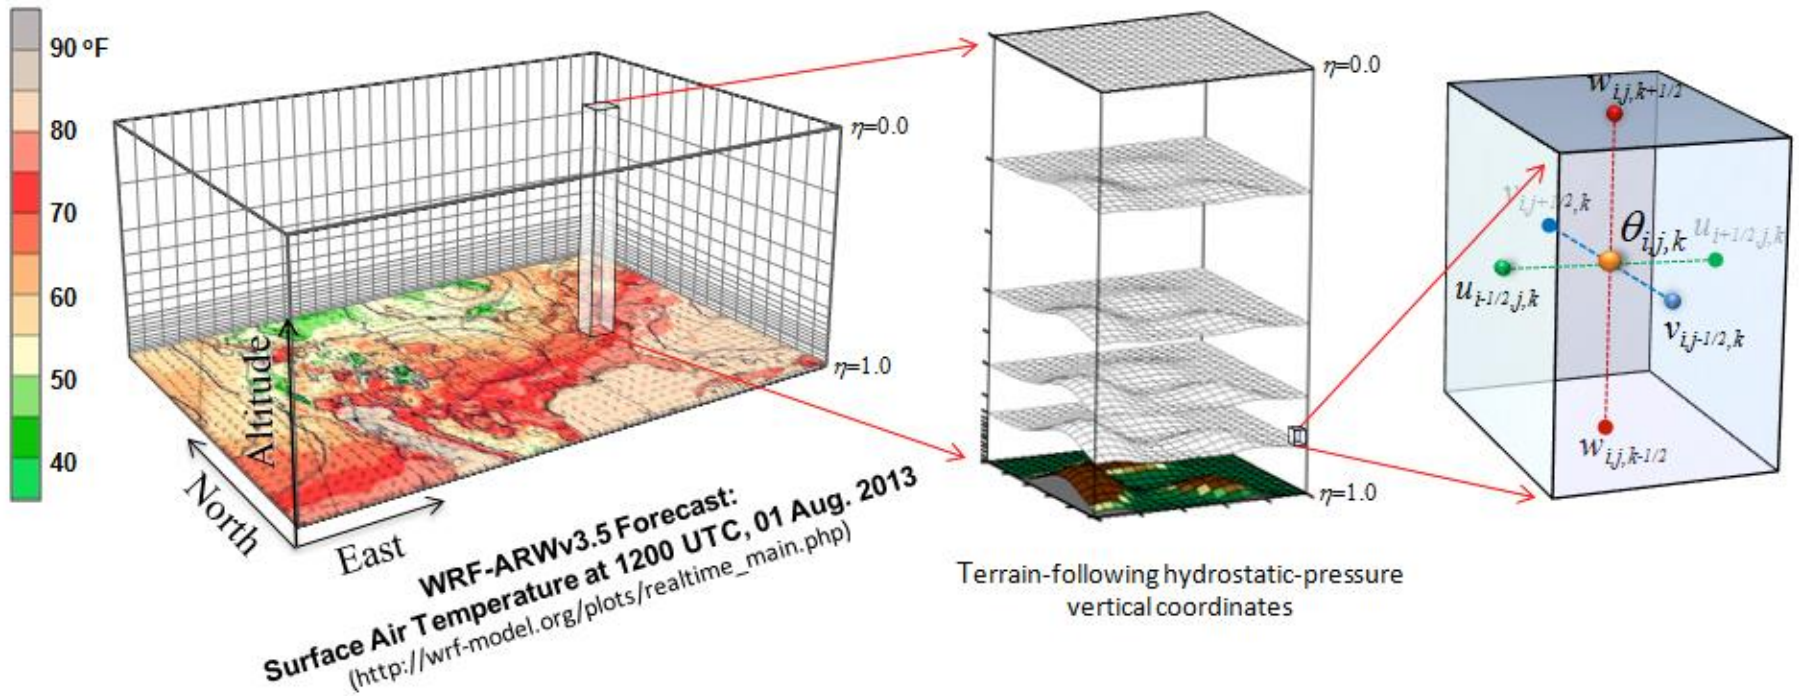 90 ºF
80
70
60
50
40
η=0.0
η=1.0
Altitude
North
East
WRF-ARWv3.5 Forecast:
Surface Air Temperature at 1200 UTC, 01 Aug. 2013
(http://wrf-model.org/plots/realtime_main.php)
η=0.0
η=1.0
Terrain-following hydrostatic-pressure
vertical coordinates
w i,j,k+1/2
v i,j+1/2,k
θ i,j,k
u i+1/2,j,k
u i-1/2,j,k
v i,j-1/2,k
w i,j,k-1/2